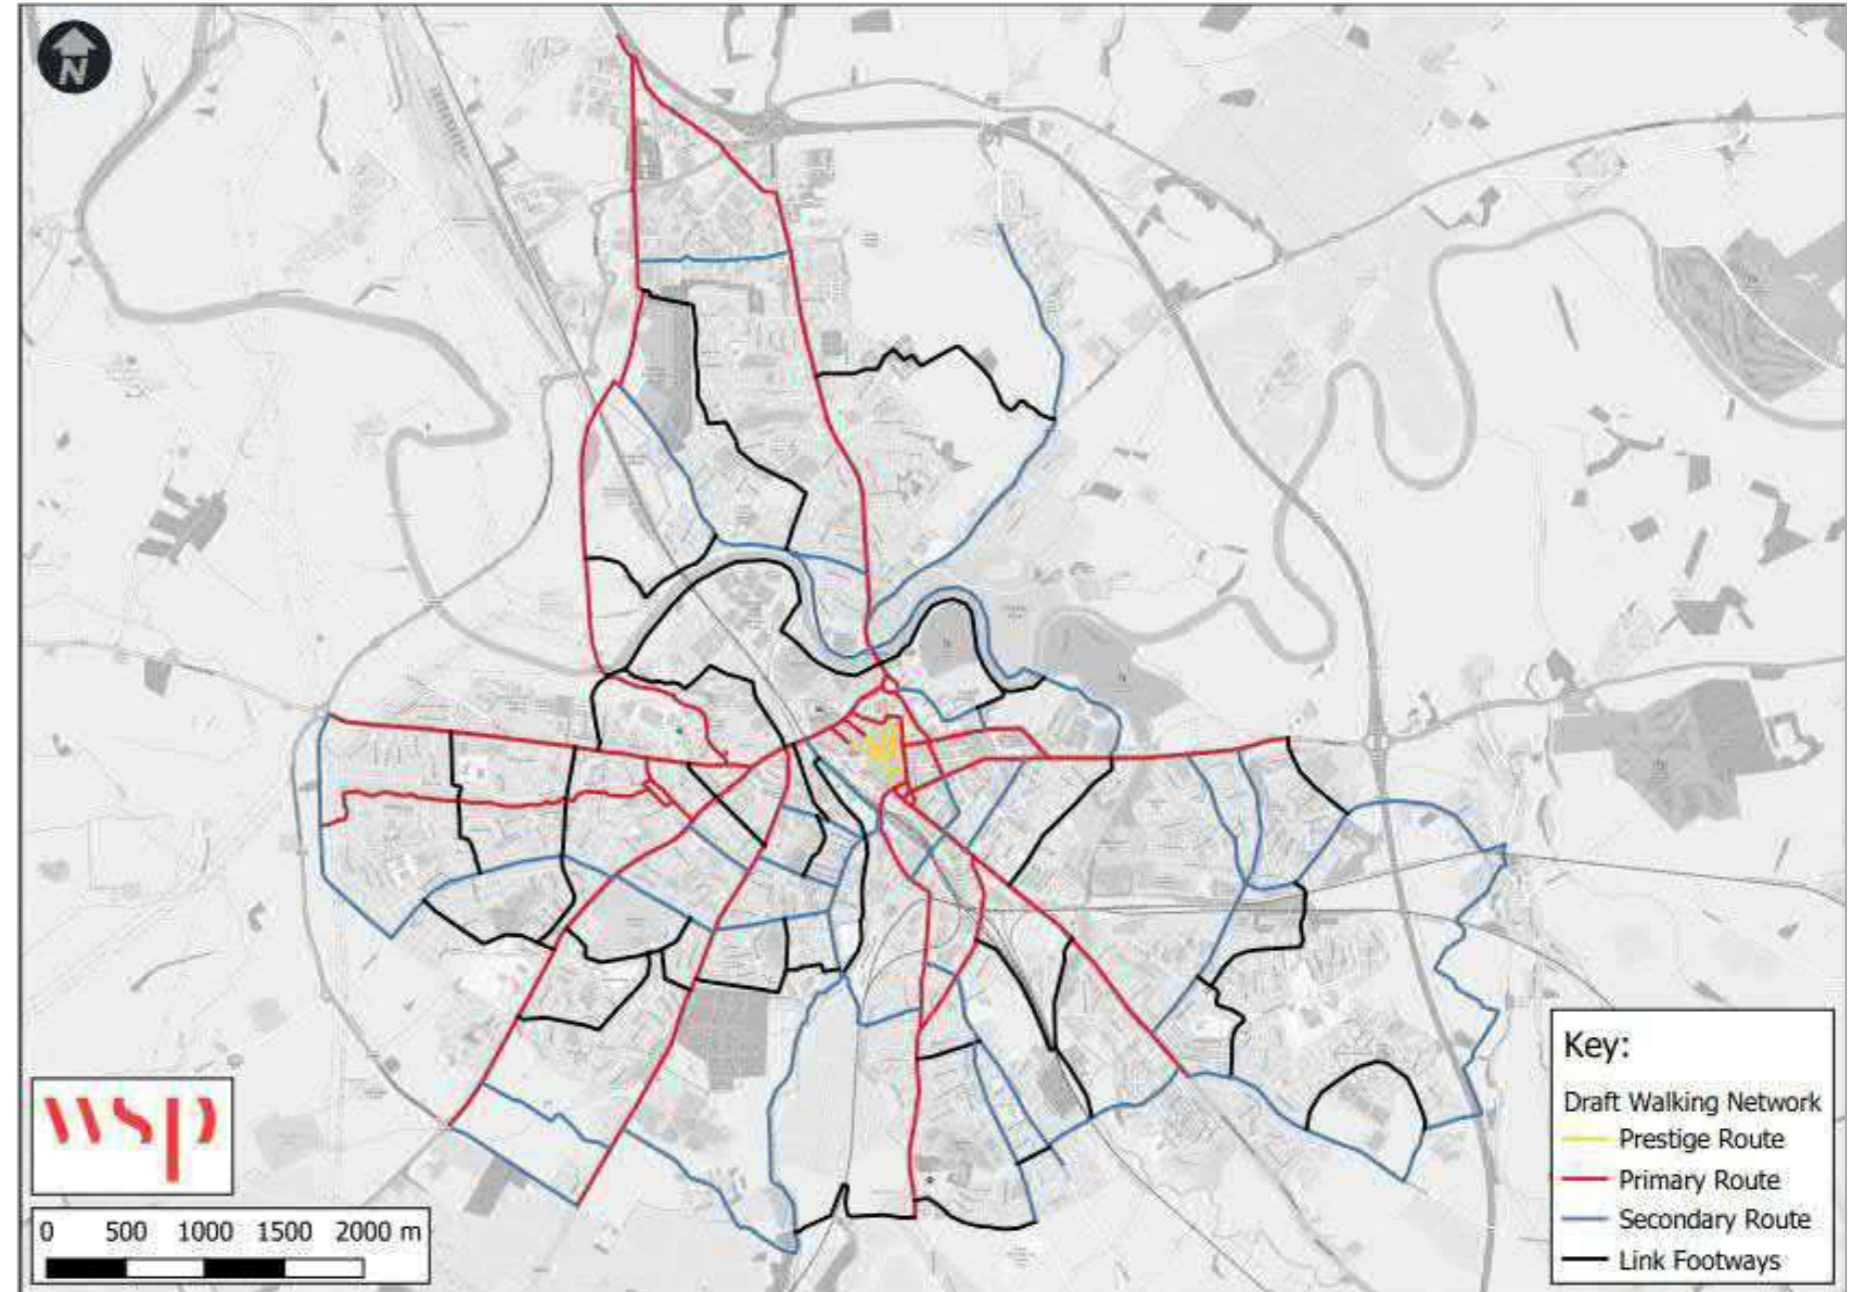 N
wsp
0 500 1000 1500 2000 m
Key:
Draft Walking Network
Prestige Route
Primary Route
Secondary Route
Link Footways